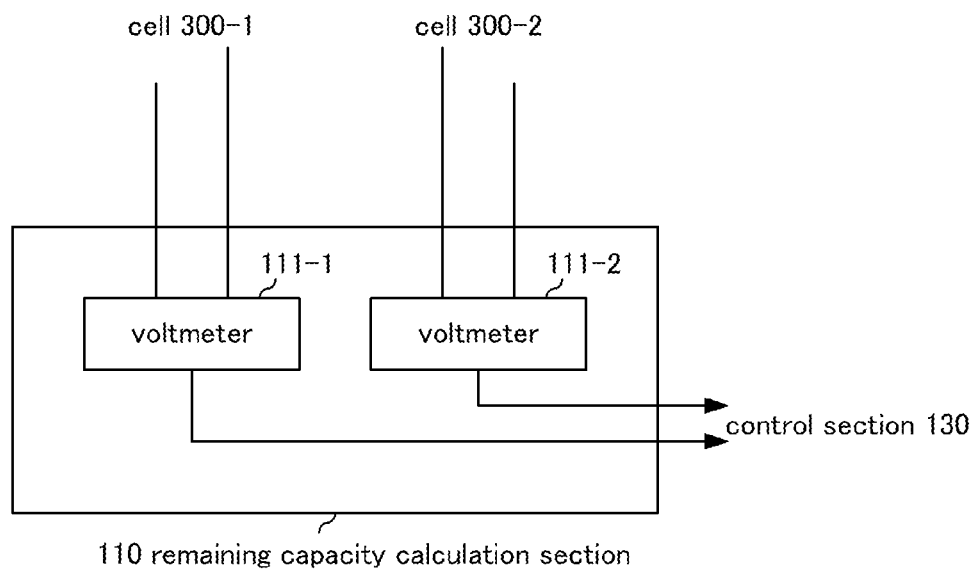 cell 300-1
cell 300-2
111-1
111-2
voltmeter
voltmeter
control section 130
110 remaining capacity calculation section